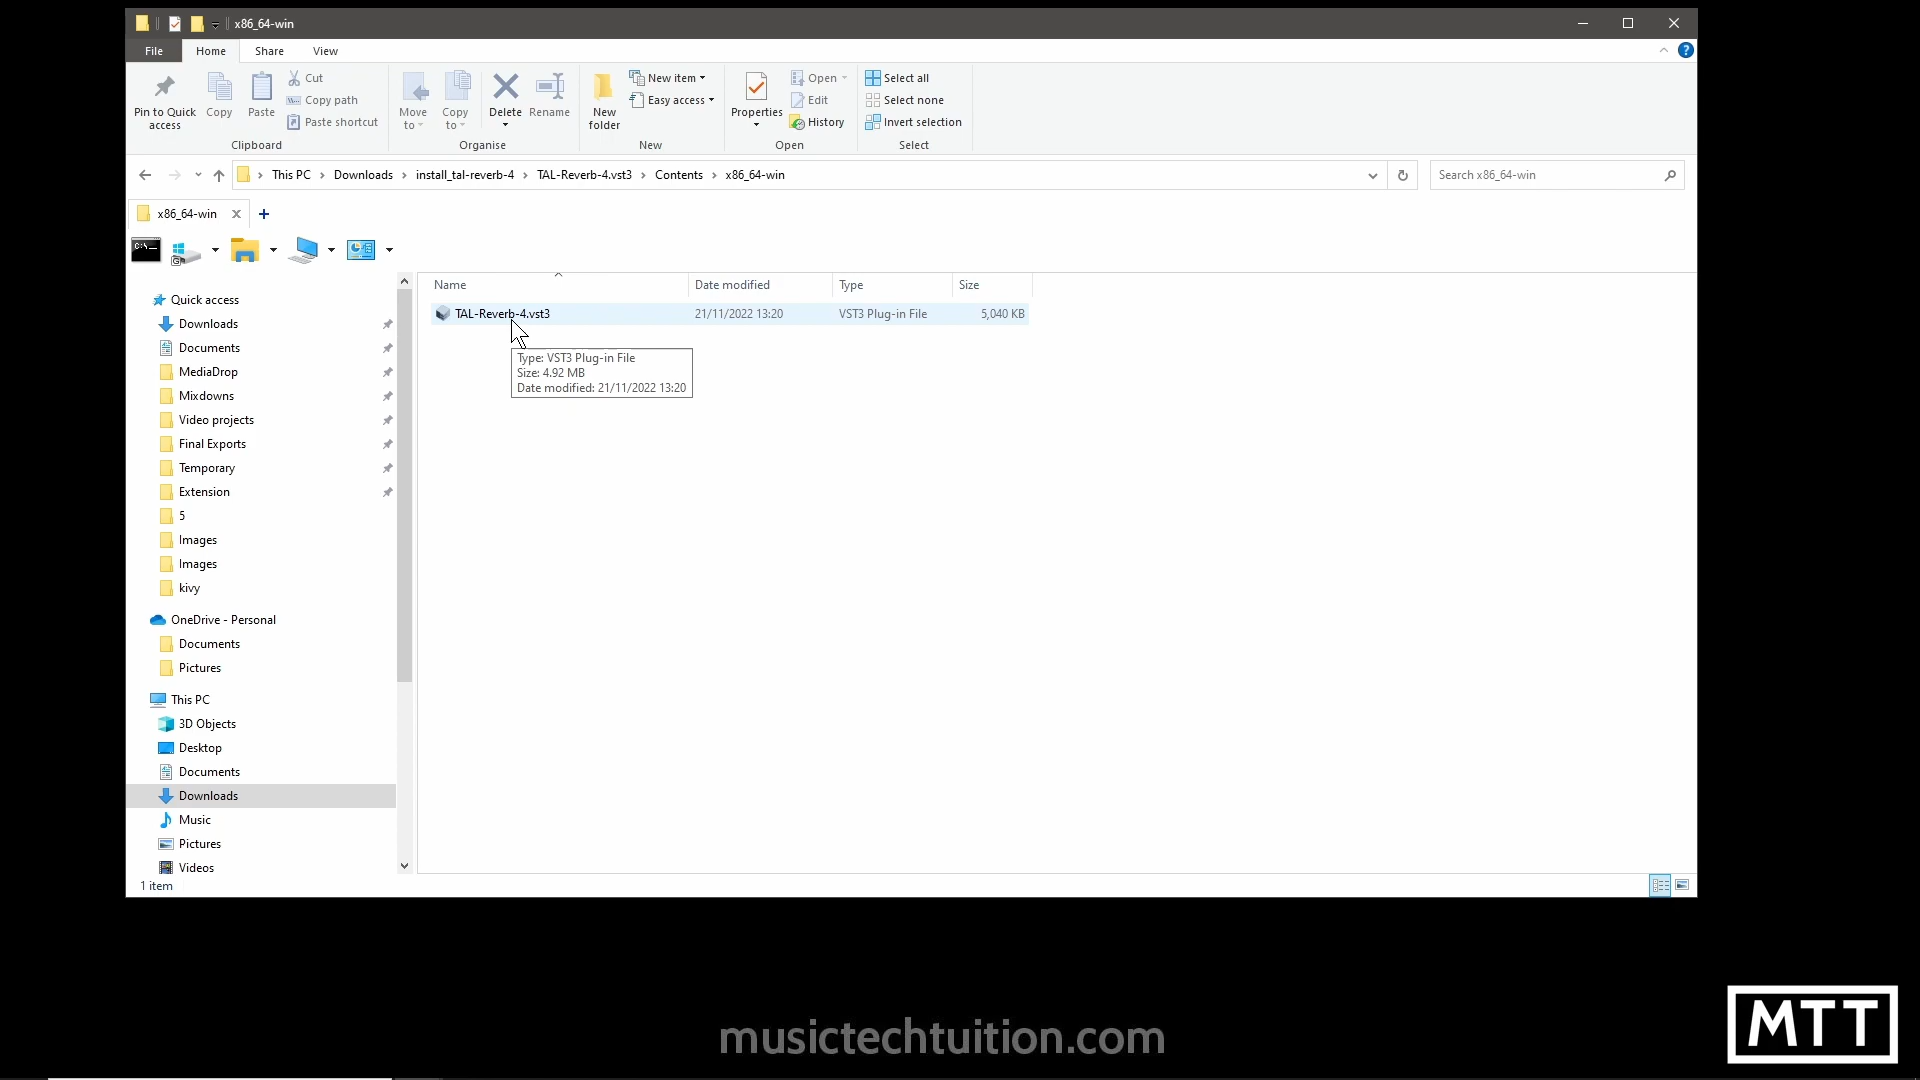 x86_64-win
File Home Share View
Pin to Quick access
Copy
Paste
Cut
Copy path
Paste shortcut
Clipboard
Move to
Copy to
Delete
Rename
Organise
New folder
New item
Easy access
New
Properties
Open
Edit
History
Open
Select all
Select none
Invert selection
Select
This PC > Downloads > install_tal-reverb-4 > TAL-Reverb-4.vst3 > Contents > x86_64-win
Search x86_64-win
x86_64-win
C:\
Name Date modified Type Size
TAL-Reverb-4.vst3 21/11/2022 13:20 VST3 Plug-in File 5,040 KB
Type: VST3 Plug-in File
Size: 4.92 MB
Date modified: 21/11/2022 13:20
Quick access
Downloads
Documents
MediaDrop
Mixdowns
Video projects
Final Exports
Temporary
Extension
5
Images
Images
kivy
OneDrive - Personal
Documents
Pictures
This PC
3D Objects
Desktop
Documents
Downloads
Music
Pictures
Videos
1 item
musictechtuition.com
MTT